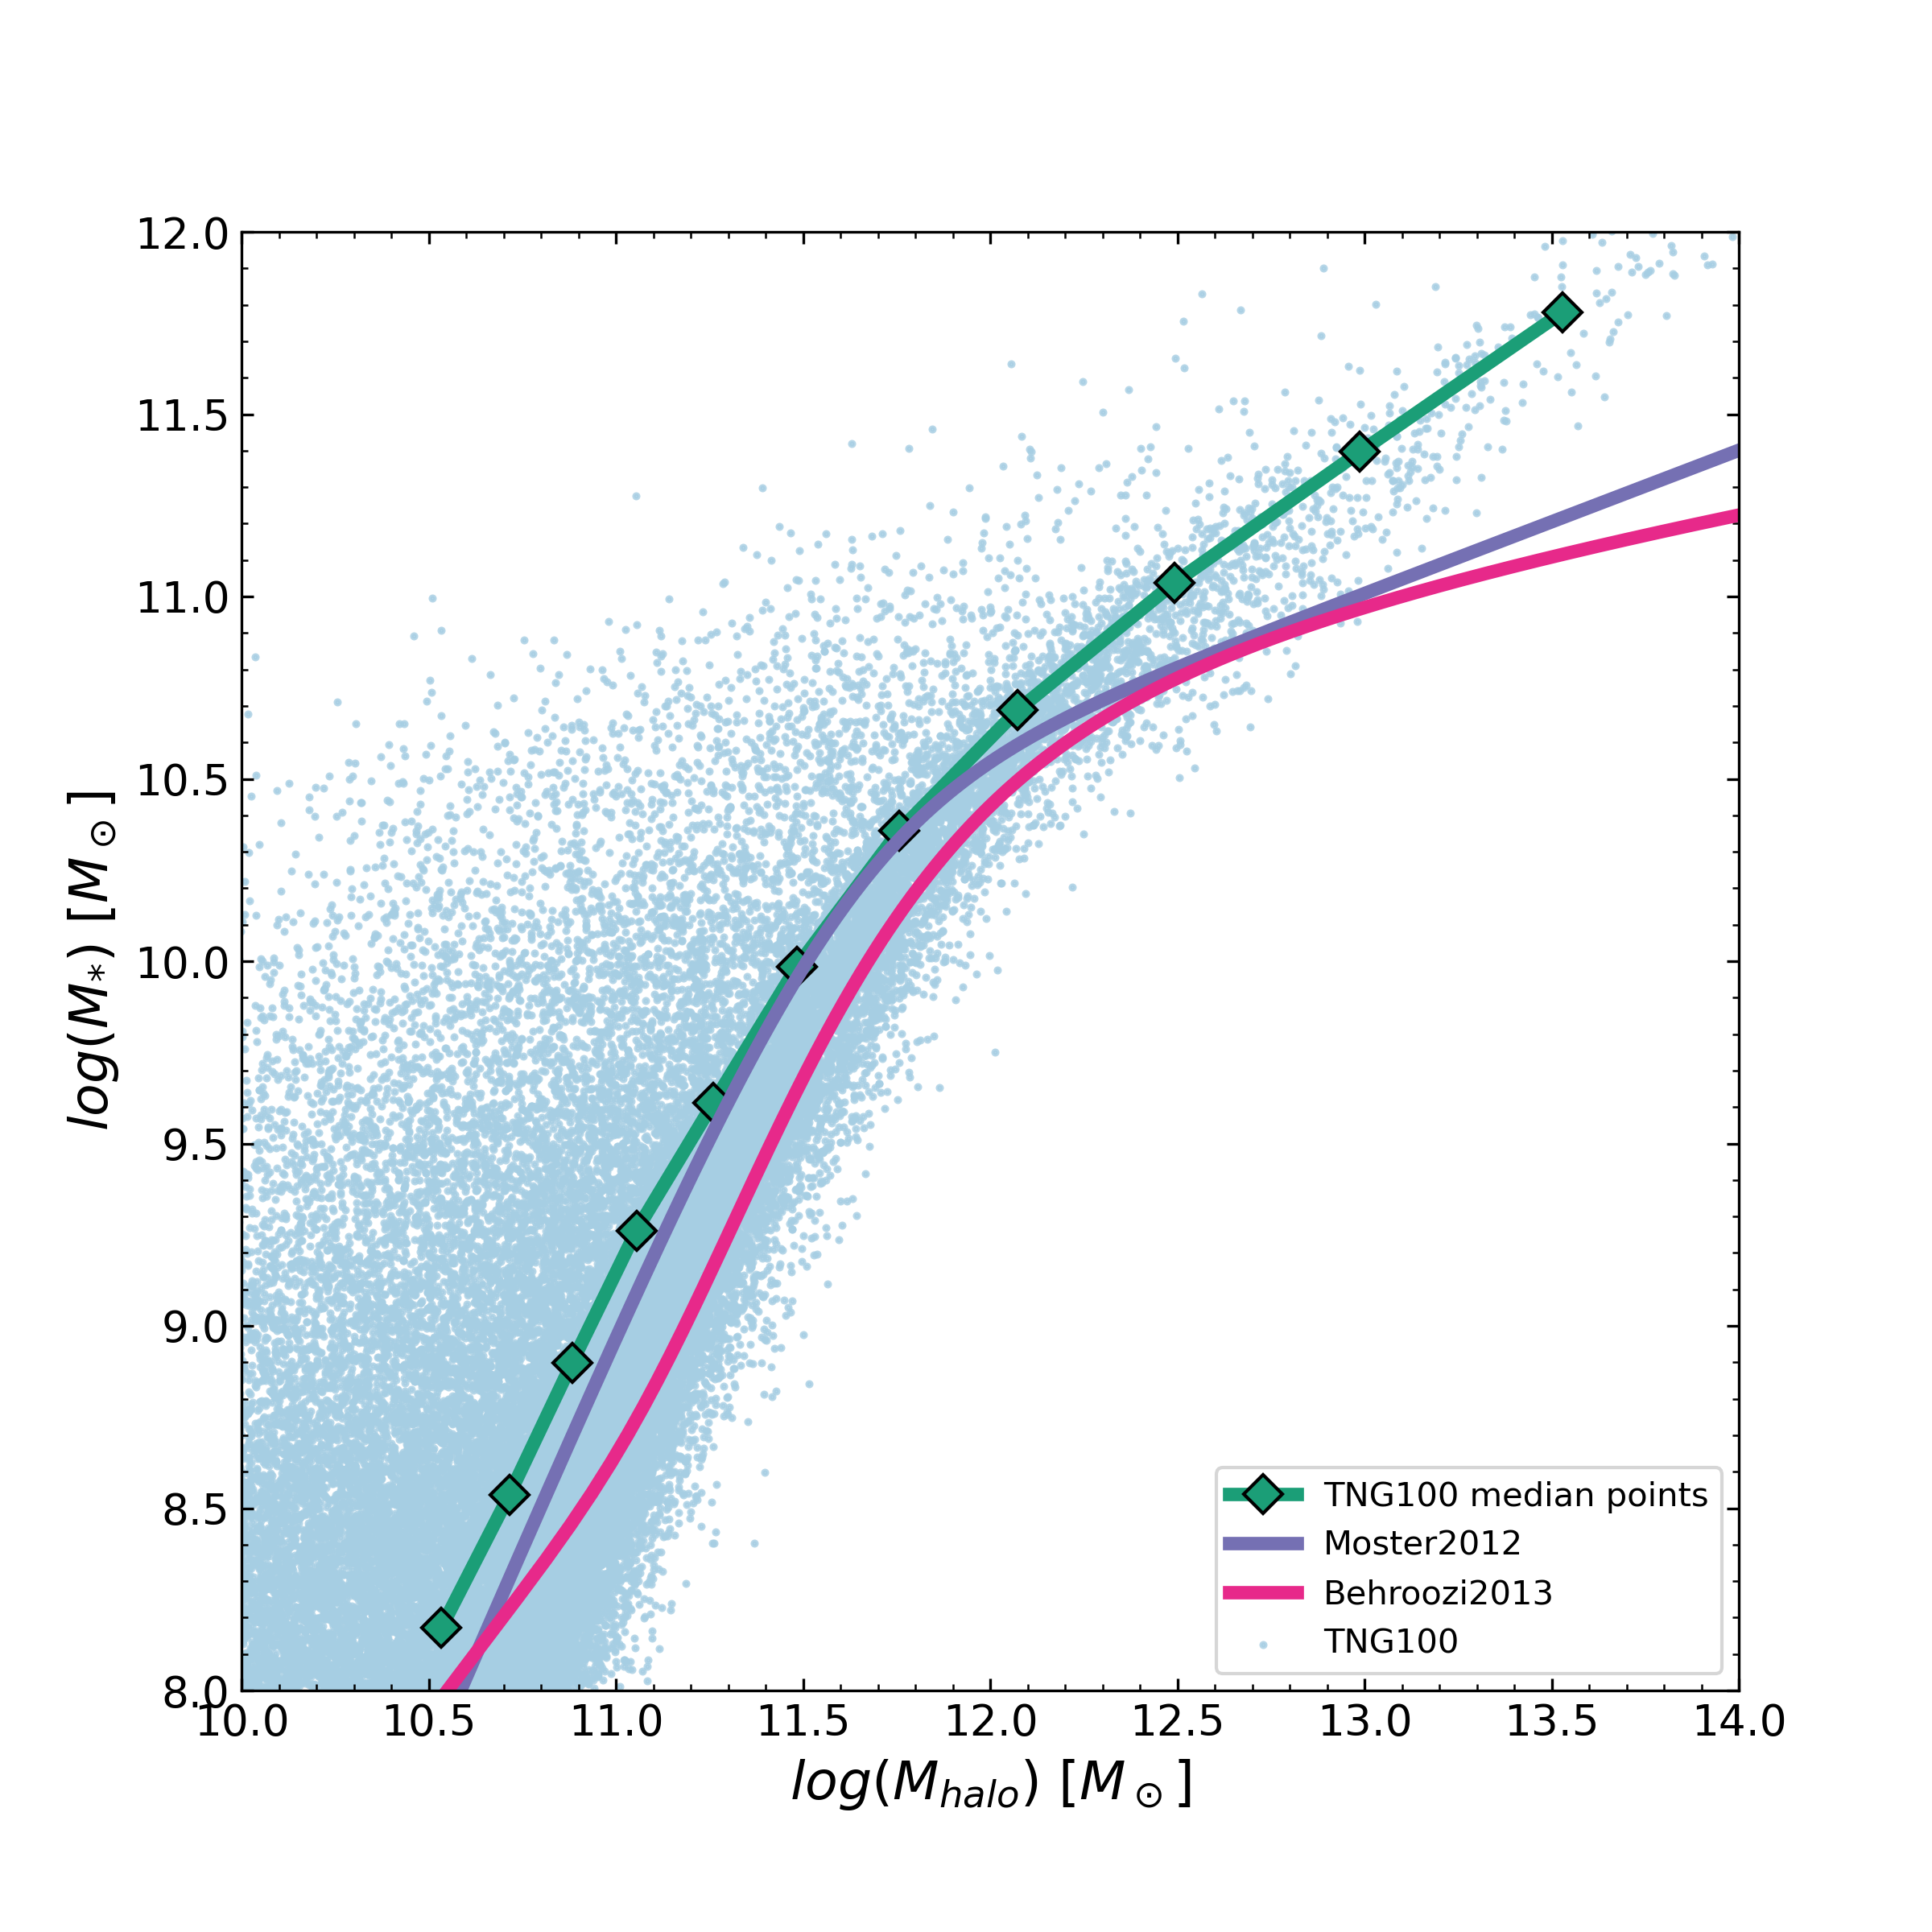 12.0
11.5
11.0
10.5
10.0
9.5
9.0
8.5
8.0
log(M*) [M⊙]
10.0 10.5 11.0 11.5 12.0 12.5 13.0 13.5 14.0
log(Mhalo) [M⊙]
TNG100 median points
Moster2012
Behroozi2013
TNG100